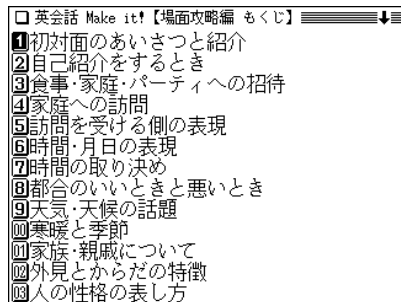 □ 英会話 Make it!【場面攻略編 もくじ】
1初対面のあいさつと紹介
2自己紹介をするとき
3食事·家庭·パーティへの招待
4家庭への訪問
5訪問を受ける側の表現
6時間·月日の表現
7時間の取り決め
8都合のいいときと悪いとき
9天気·天候の話題
00寒暖と季節
01家族·親戚について
02外見とからだの特徴
03人の性格の表し方